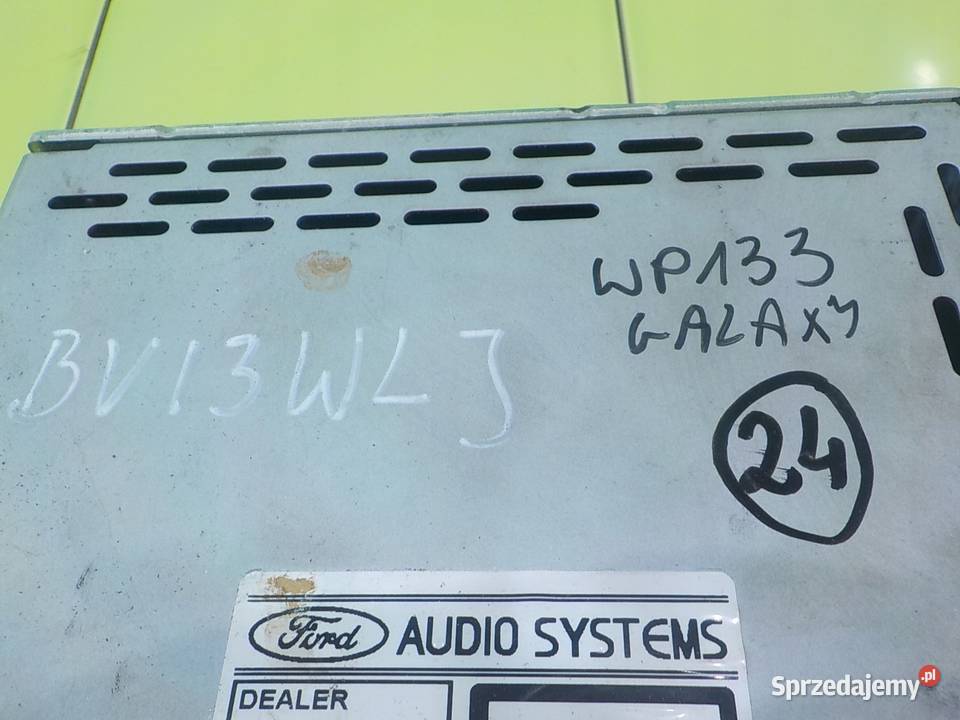 WP133
GALAXY
BV13WLJ
24
Ford AUDIO SYSTEMS
DEALER
Sprzedajemy.pl